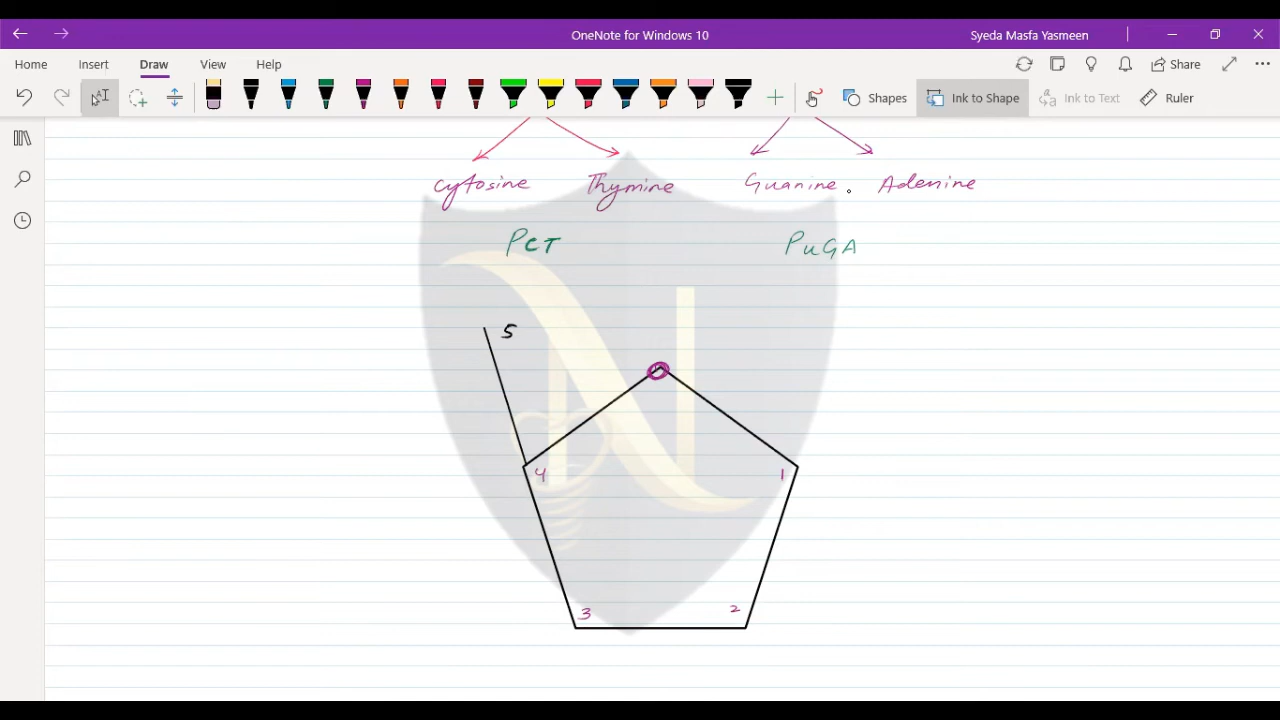 OneNote for Windows 10
Syeda Masfa Yasmeen
Home Insert Draw View Help
Share
Shapes Ink to Shape Ink to Text Ruler
Cytosine Thymine Guanine. Adenine
PCT PuGA
5
4 1
3 2